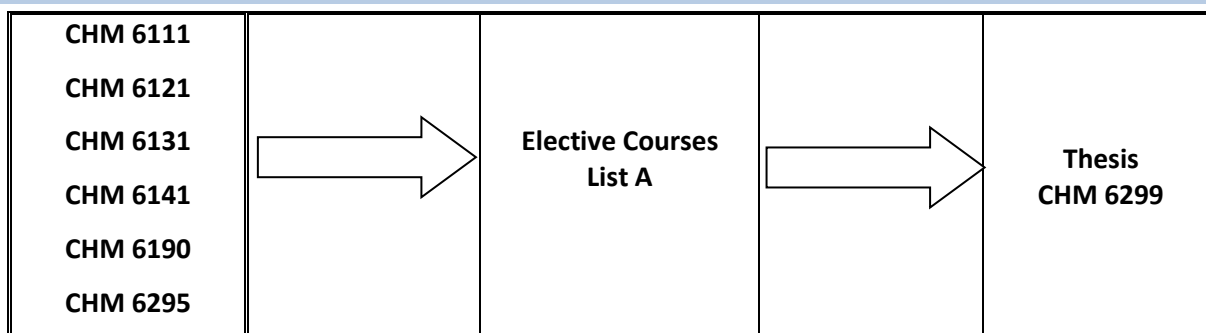 CHM 6111
CHM 6121
CHM 6131
CHM 6141
CHM 6190
CHM 6295
Elective Courses
List A
Thesis
CHM 6299